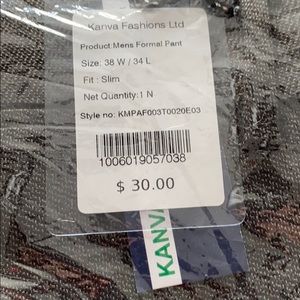 Kanva Fashions Ltd
Product Mens Formal Pant
Size: 38 W / 34 L
Fit : Slim
Net Quantity:1 N
Style no: KMPAF003T0020E03
1006019057038
$ 30.00
KANVA